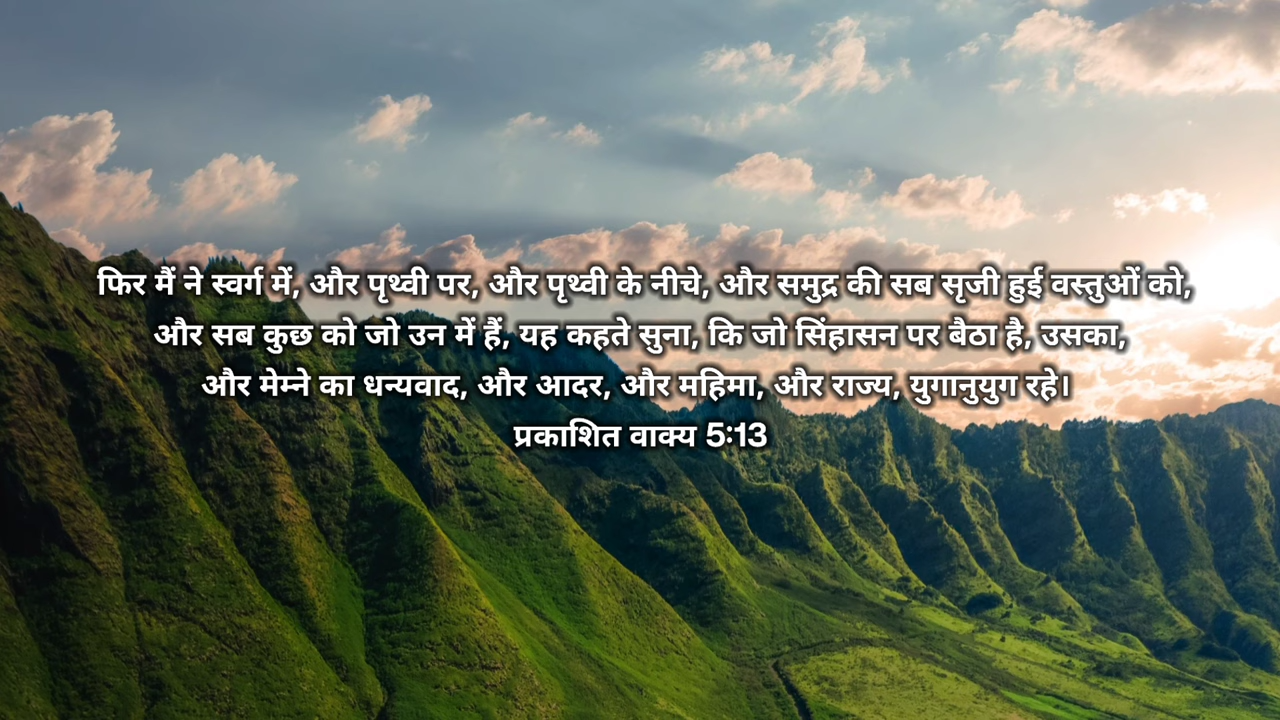 फिर मैं ने स्वर्ग में, और पृथ्वी पर, और पृथ्वी के नीचे, और समुद्र की सब सृजी हुई वस्तुओं को,
और सब कुछ को जो उन में हैं, यह कहते सुना, कि जो सिंहासन पर बैठा है, उसका,
और मेम्ने का धन्यवाद, और आदर, और महिमा, और राज्य, युगानुयुग रहे।
प्रकाशित वाक्य 5:13